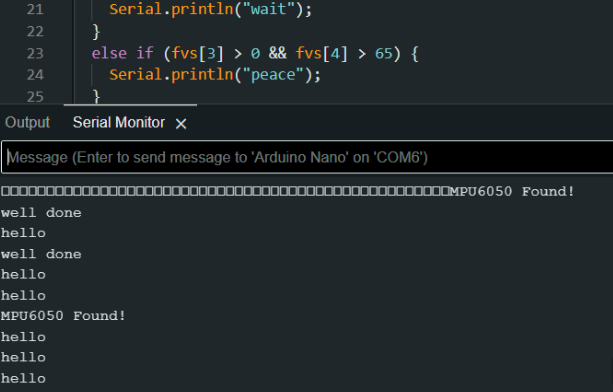 21 Serial.println("wait");
22 }
23 else if (fvs[3] > 0 && fvs[4] > 65) {
24 Serial.println("peace");
25 }
Output Serial Monitor ×
Message (Enter to send message to 'Arduino Nano' on 'COM6')
MPU6050 Found!
well done
hello
well done
hello
hello
MPU6050 Found!
hello
hello
hello